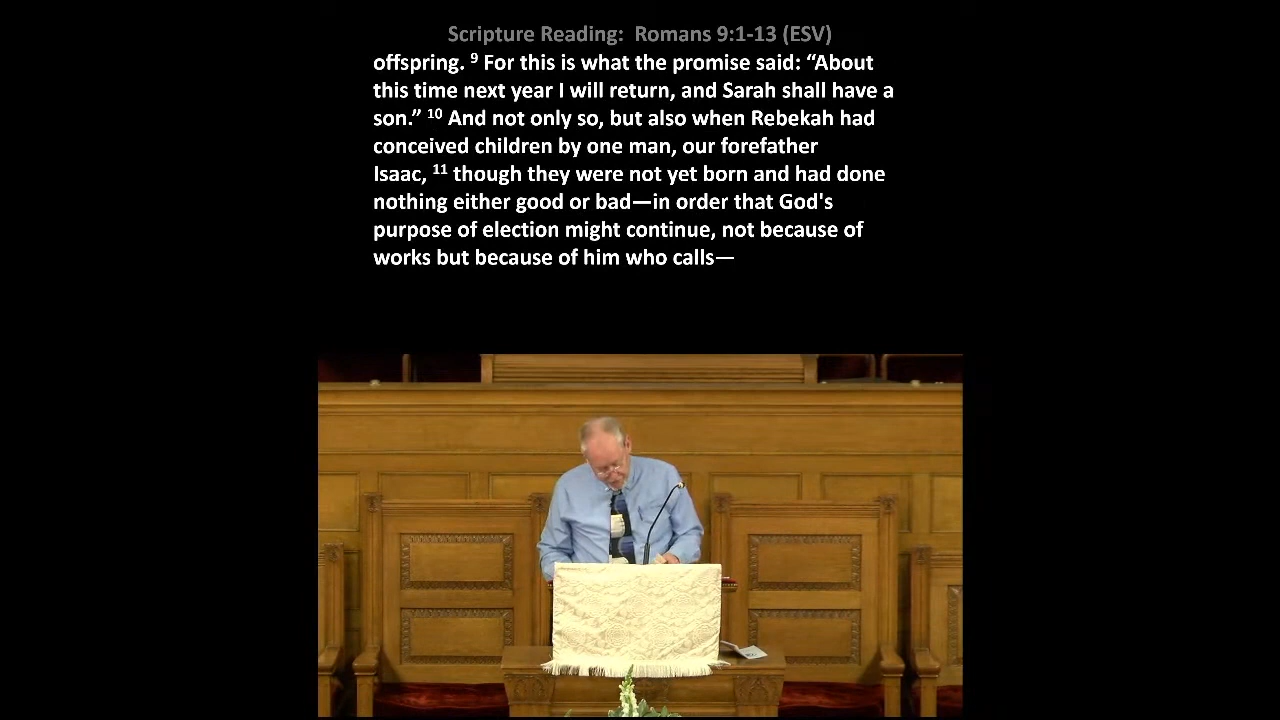 Scripture Reading:  Romans 9:1-13 (ESV)
offspring. ⁹ For this is what the promise said: “About
this time next year I will return, and Sarah shall have a
son.” ¹⁰ And not only so, but also when Rebekah had
conceived children by one man, our forefather
Isaac, ¹¹ though they were not yet born and had done
nothing either good or bad—in order that God's
purpose of election might continue, not because of
works but because of him who calls—